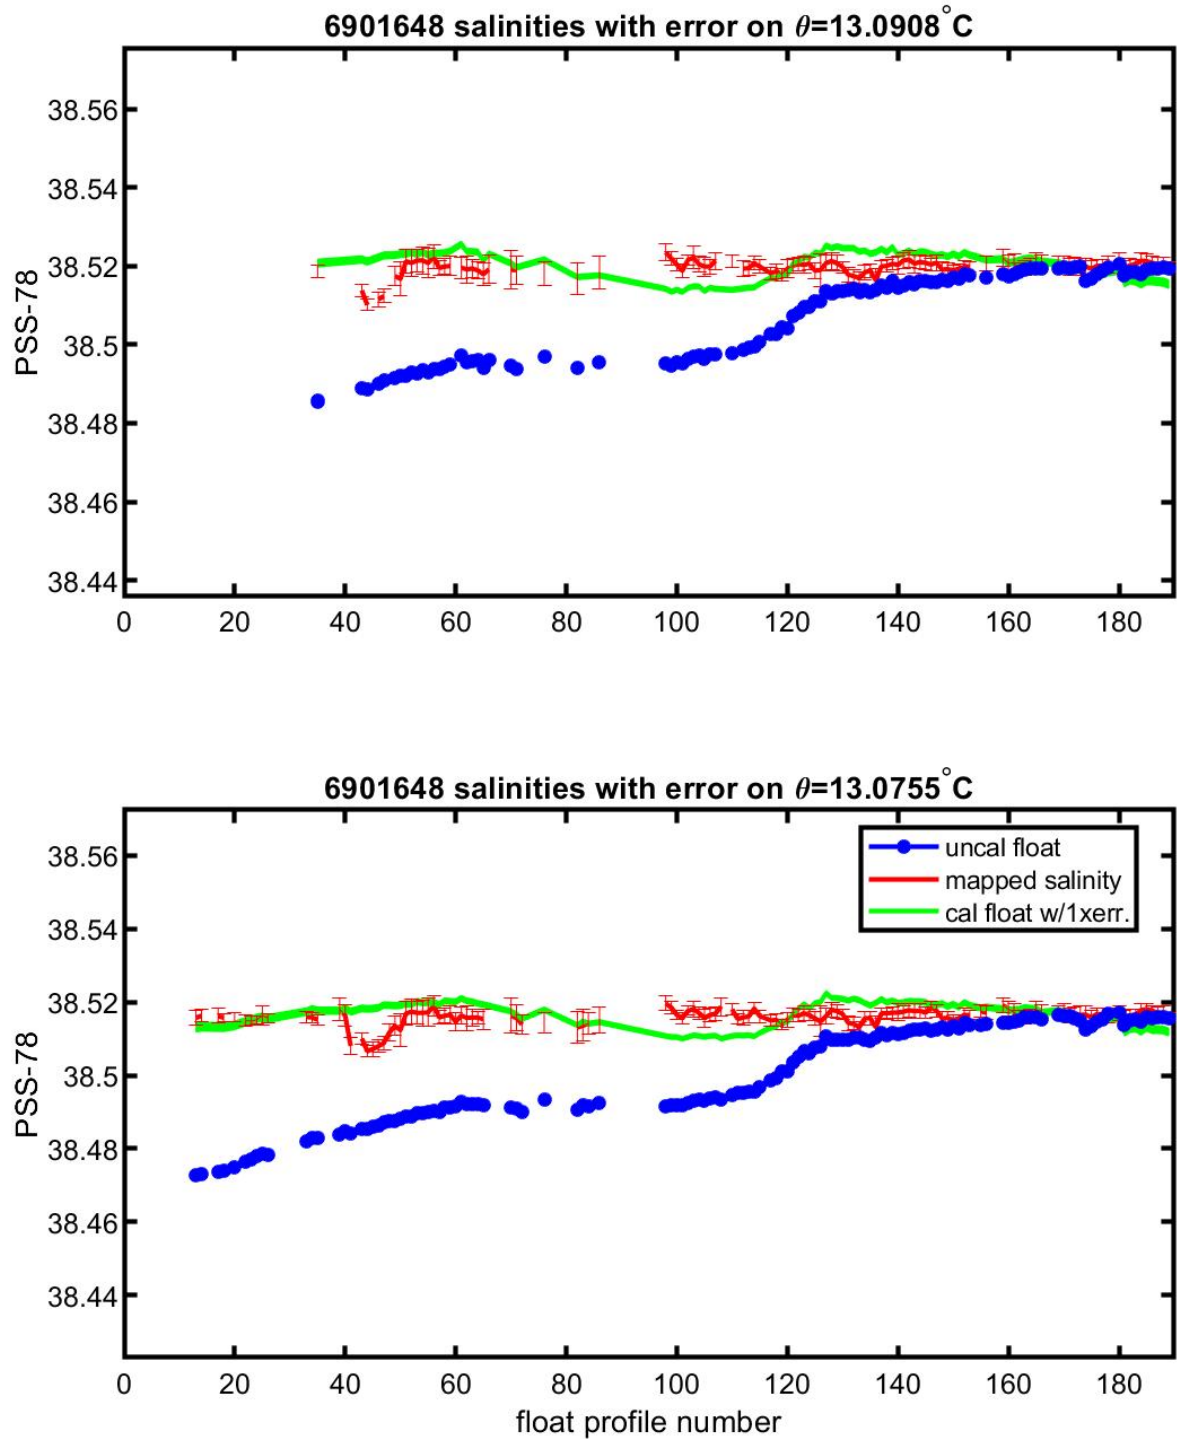 6901648 salinities with error on θ=13.0908°C
PSS-78
38.56
38.54
38.52
38.5
38.48
38.46
38.44
0 20 40 60 80 100 120 140 160 180
6901648 salinities with error on θ=13.0755°C
PSS-78
38.56
38.54
38.52
38.5
38.48
38.46
38.44
uncal float
mapped salinity
cal float w/1xerr.
0 20 40 60 80 100 120 140 160 180
float profile number